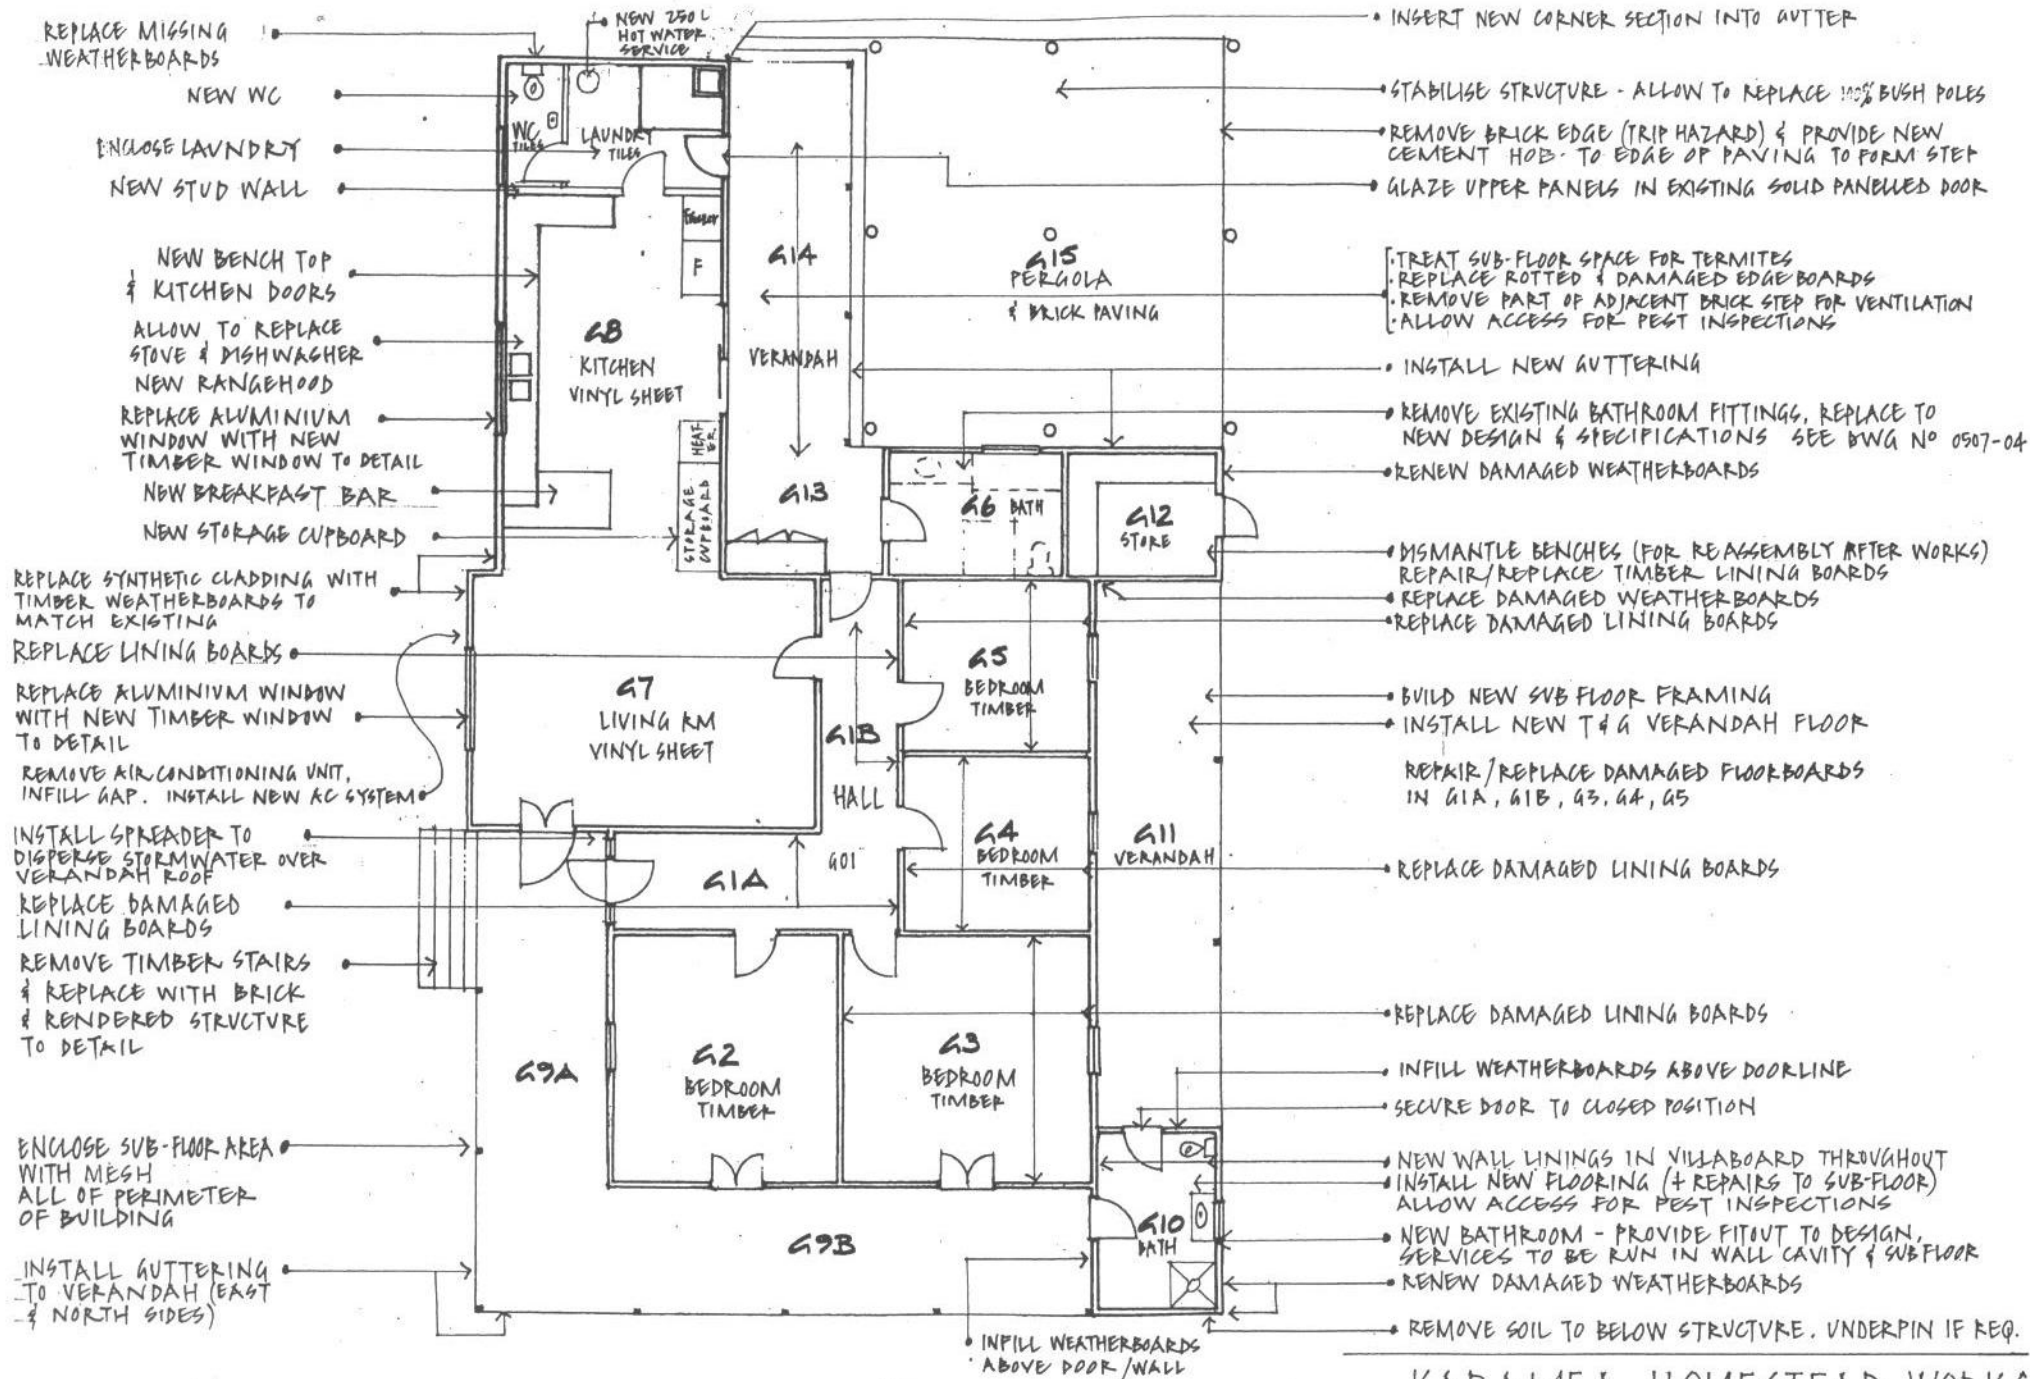 REPLACE MISSING
WEATHERBOARDS
NEW WC
ENCLOSE LAUNDRY
NEW STUD WALL
NEW BENCH TOP
& KITCHEN DOORS
ALLOW TO REPLACE
STOVE & DISHWASHER
NEW RANGEHOOD
REPLACE ALUMINIUM
WINDOW WITH NEW
TIMBER WINDOW TO DETAIL
NEW BREAKFAST BAR
NEW STORAGE CUPBOARD
REPLACE SYNTHETIC CLADDING WITH
TIMBER WEATHERBOARDS TO
MATCH EXISTING
REPLACE LINING BOARDS
REPLACE ALUMINIUM WINDOW
WITH NEW TIMBER WINDOW
TO DETAIL
REMOVE AIR CONDITIONING UNIT,
INFILL GAP. INSTALL NEW AC SYSTEM
INSTALL SPREADER TO
DISPERSE STORMWATER OVER
VERANDAH ROOF
REPLACE DAMAGED
LINING BOARDS
REMOVE TIMBER STAIRS
& REPLACE WITH BRICK
& RENDERED STRUCTURE
TO DETAIL
ENCLOSE SUB-FLOOR AREA
WITH MESH
ALL OF PERIMETER
OF BUILDING
INSTALL GUTTERING
TO VERANDAH (EAST
& NORTH SIDES)
NEW 250 L
HOT WATER
SERVICE
WC
TILES
LAUNDRY
TILES
F
G8
KITCHEN
VINYL SHEET
HEAT
ER.
STORAGE
CUPBOARD
G14
VERANDAH
G13
G15
PERGOLA
& BRICK PAVING
G6 BATH
G12
STORE
G7
LIVING RM
VINYL SHEET
G5
BEDROOM
TIMBER
G1B
HALL
G4
BEDROOM
TIMBER
G11
VERANDAH
G1A
G01
G2
BEDROOM
TIMBER
G3
BEDROOM
TIMBER
G9A
G9B
G10
BATH
INFILL WEATHERBOARDS
ABOVE DOOR/WALL
INSERT NEW CORNER SECTION INTO GUTTER
STABILISE STRUCTURE - ALLOW TO REPLACE 100% BUSH POLES
REMOVE BRICK EDGE (TRIP HAZARD) & PROVIDE NEW
CEMENT HOB TO EDGE OF PAVING TO FORM STEP
GLAZE UPPER PANELS IN EXISTING SOLID PANELLED DOOR
TREAT SUB-FLOOR SPACE FOR TERMITES
REPLACE ROTTED & DAMAGED EDGE BOARDS
REMOVE PART OF ADJACENT BRICK STEP FOR VENTILATION
ALLOW ACCESS FOR PEST INSPECTIONS
INSTALL NEW GUTTERING
REMOVE EXISTING BATHROOM FITTINGS, REPLACE TO
NEW DESIGN & SPECIFICATIONS SEE DWG Nº 0507-04
RENEW DAMAGED WEATHERBOARDS
DISMANTLE BENCHES (FOR REASSEMBLY AFTER WORKS)
REPAIR/REPLACE TIMBER LINING BOARDS
REPLACE DAMAGED WEATHERBOARDS
REPLACE DAMAGED LINING BOARDS
BUILD NEW SUB FLOOR FRAMING
INSTALL NEW T & G VERANDAH FLOOR
REPAIR/REPLACE DAMAGED FLOORBOARDS
IN G1A, G1B, G3, G4, G5
REPLACE DAMAGED LINING BOARDS
REPLACE DAMAGED LINING BOARDS
INFILL WEATHERBOARDS ABOVE DOORLINE
SECURE DOOR TO CLOSED POSITION
NEW WALL LININGS IN VILLABOARD THROUGHOUT
INSTALL NEW FLOORING (+ REPAIRS TO SUB-FLOOR)
ALLOW ACCESS FOR PEST INSPECTIONS
NEW BATHROOM - PROVIDE FITOUT TO DESIGN,
SERVICES TO BE RUN IN WALL CAVITY & SUBFLOOR
RENEW DAMAGED WEATHERBOARDS
REMOVE SOIL TO BELOW STRUCTURE. UNDERPIN IF REQ.
HOMESTEAD WORKS